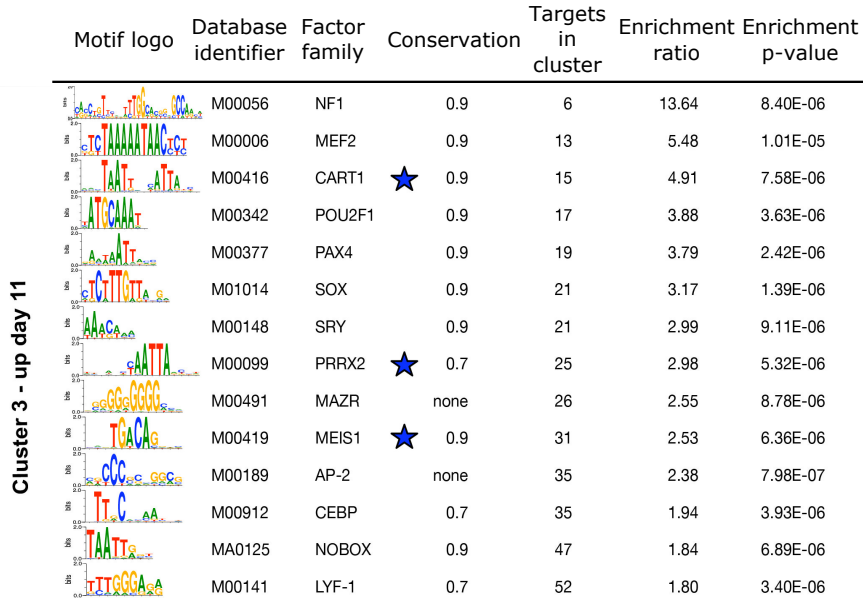 Motif logo Database identifier Factor family Conservation Targets in cluster Enrichment ratio Enrichment p-value
Cluster 3 - up day 11
M00056 NF1 0.9 6 13.64 8.40E-06
M00006 MEF2 0.9 13 5.48 1.01E-05
M00416 CART1 0.9 15 4.91 7.58E-06
M00342 POU2F1 0.9 17 3.88 3.63E-06
M00377 PAX4 0.9 19 3.79 2.42E-06
M01014 SOX 0.9 21 3.17 1.39E-06
M00148 SRY 0.9 21 2.99 9.11E-06
M00099 PRRX2 0.7 25 2.98 5.32E-06
M00491 MAZR none 26 2.55 8.78E-06
M00419 MEIS1 0.9 31 2.53 6.36E-06
M00189 AP-2 none 35 2.38 7.98E-07
M00912 CEBP 0.7 35 1.94 3.93E-06
MA0125 NOBOX 0.9 47 1.84 6.89E-06
M00141 LYF-1 0.7 52 1.80 3.40E-06